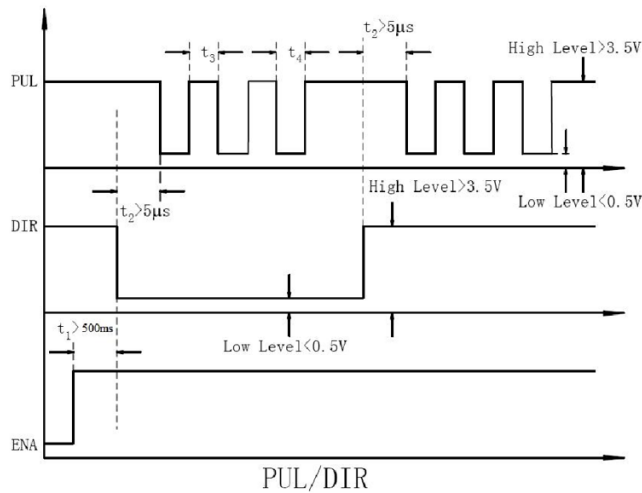 t₂>5μs
t₃
t₄
High Level>3.5V
PUL
t₂>5μs
High Level>3.5V
Low Level<0.5V
DIR
t₁>500ms
Low Level<0.5V
ENA
PUL/DIR